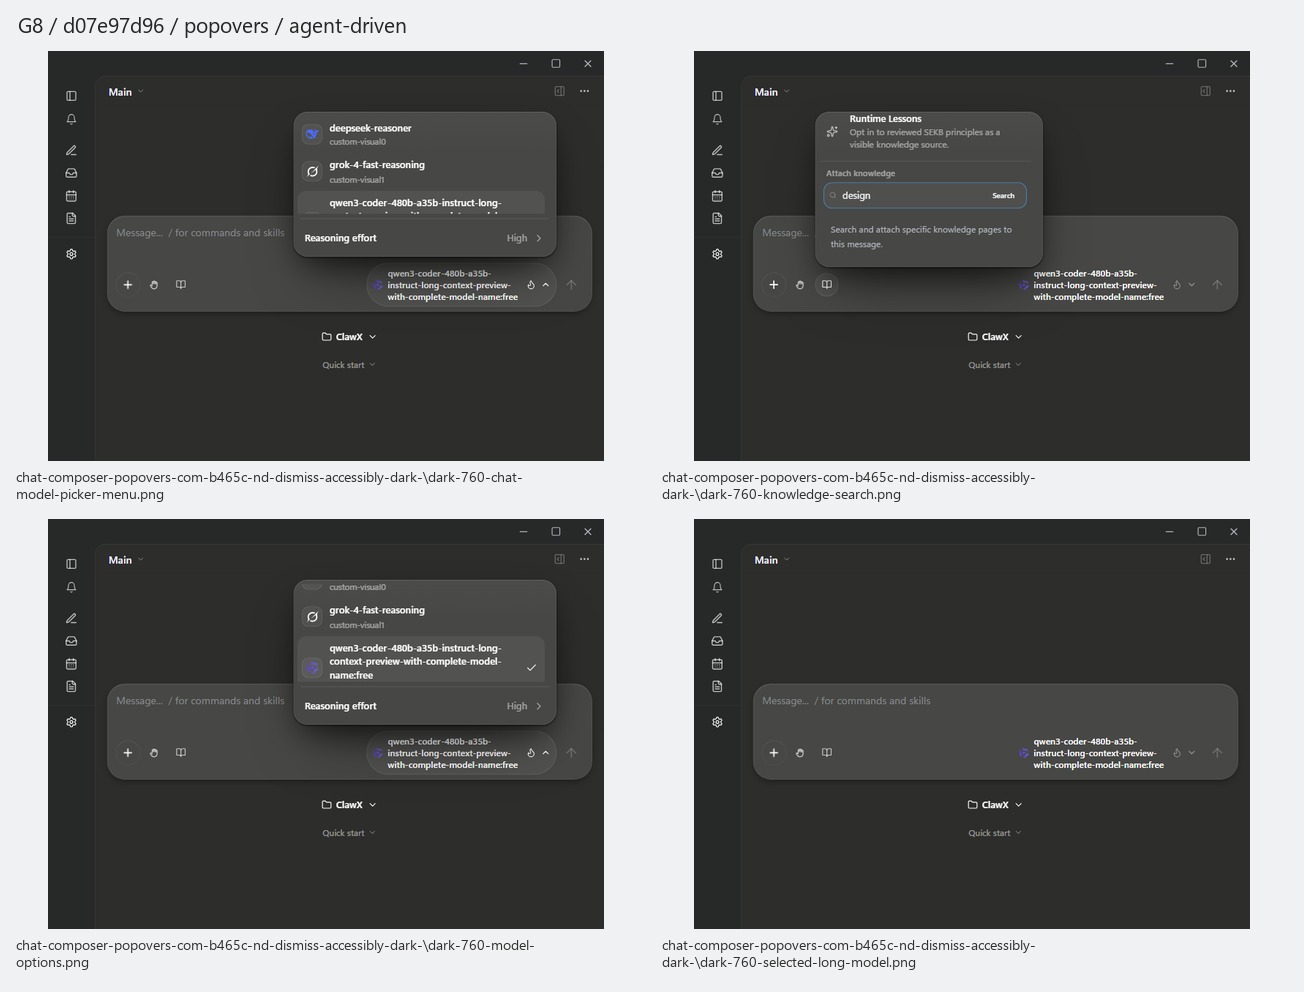 G8 / d07e97d96 / popovers / agent-driven
Main
deepseek-reasoner
custom-visual0
grok-4-fast-reasoning
custom-visual1
qwen3-coder-480b-a35b-instruct-long-
Reasoning effort High
Message... / for commands and skills
qwen3-coder-480b-a35b-
instruct-long-context-preview-
with-complete-model-name:free
ClawX
Quick start
chat-composer-popovers-com-b465c-nd-dismiss-accessibly-dark-\dark-760-chat-
model-picker-menu.png
Main
Runtime Lessons
Opt in to reviewed SEKB principles as a
visible knowledge source.
Attach knowledge
design Search
Search and attach specific knowledge pages to
this message.
Message...
qwen3-coder-480b-a35b-
instruct-long-context-preview-
with-complete-model-name:free
ClawX
Quick start
chat-composer-popovers-com-b465c-nd-dismiss-accessibly-
dark-\dark-760-knowledge-search.png
Main
custom-visual0
grok-4-fast-reasoning
custom-visual1
qwen3-coder-480b-a35b-instruct-long-
context-preview-with-complete-model-
name:free
Reasoning effort High
Message... / for commands and skills
qwen3-coder-480b-a35b-
instruct-long-context-preview-
with-complete-model-name:free
ClawX
Quick start
chat-composer-popovers-com-b465c-nd-dismiss-accessibly-dark-\dark-760-model-
options.png
Main
Message... / for commands and skills
qwen3-coder-480b-a35b-
instruct-long-context-preview-
with-complete-model-name:free
ClawX
Quick start
chat-composer-popovers-com-b465c-nd-dismiss-accessibly-
dark-\dark-760-selected-long-model.png